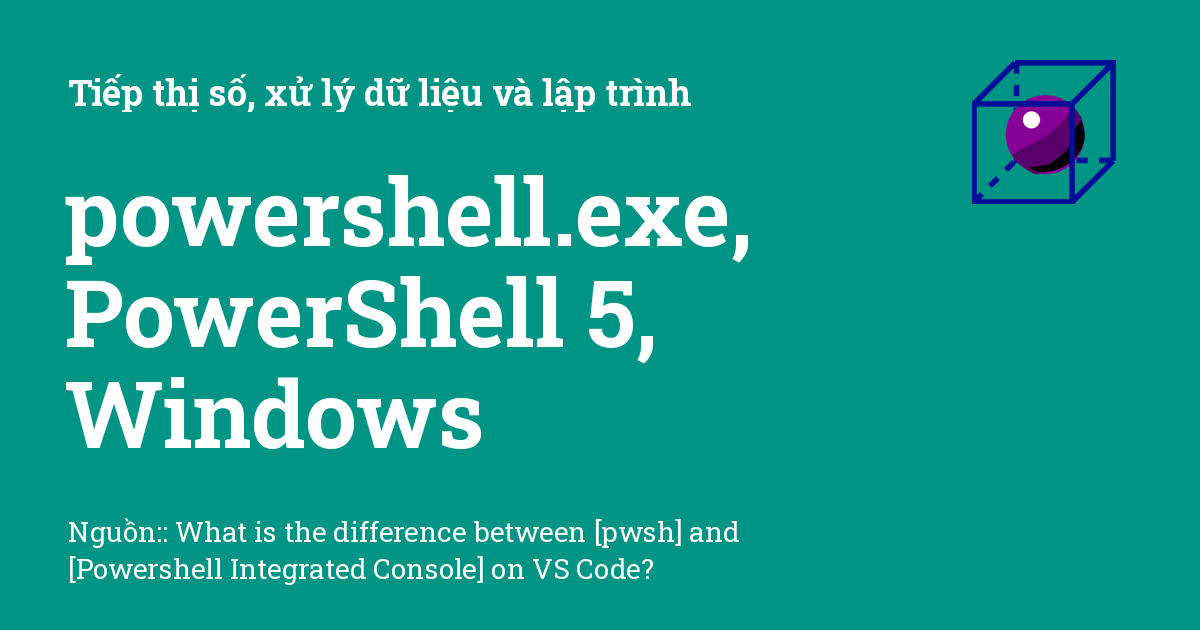 Tiếp thị số, xử lý dữ liệu và lập trình
powershell.exe,
PowerShell 5,
Windows
Nguồn:: What is the difference between [pwsh] and
[Powershell Integrated Console] on VS Code?